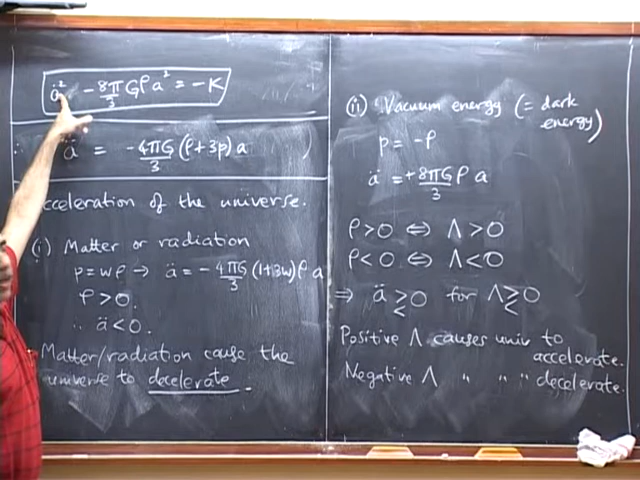 ȧ² - 8π/3 Gρa² = -K
∴ ä = -4πG/3 (ρ+3p)a
cceleration of the universe.
(i) Matter or radiation
p = wρ → ä = -4πG/3 (1+3w)ρa
ρ>0.
∴ ä<0.
Matter/radiation cause the
universe to decelerate.
(ii) Vacuum energy (= dark
energy)
p = -ρ
ä = +8πG/3 ρ a
ρ>0 ⇔ Λ>0
ρ<0 ⇔ Λ<0
⇒ ä ≷ 0 for Λ ≷ 0
Positive Λ causes univ to
accelerate.
Negative Λ " " " decelerate.